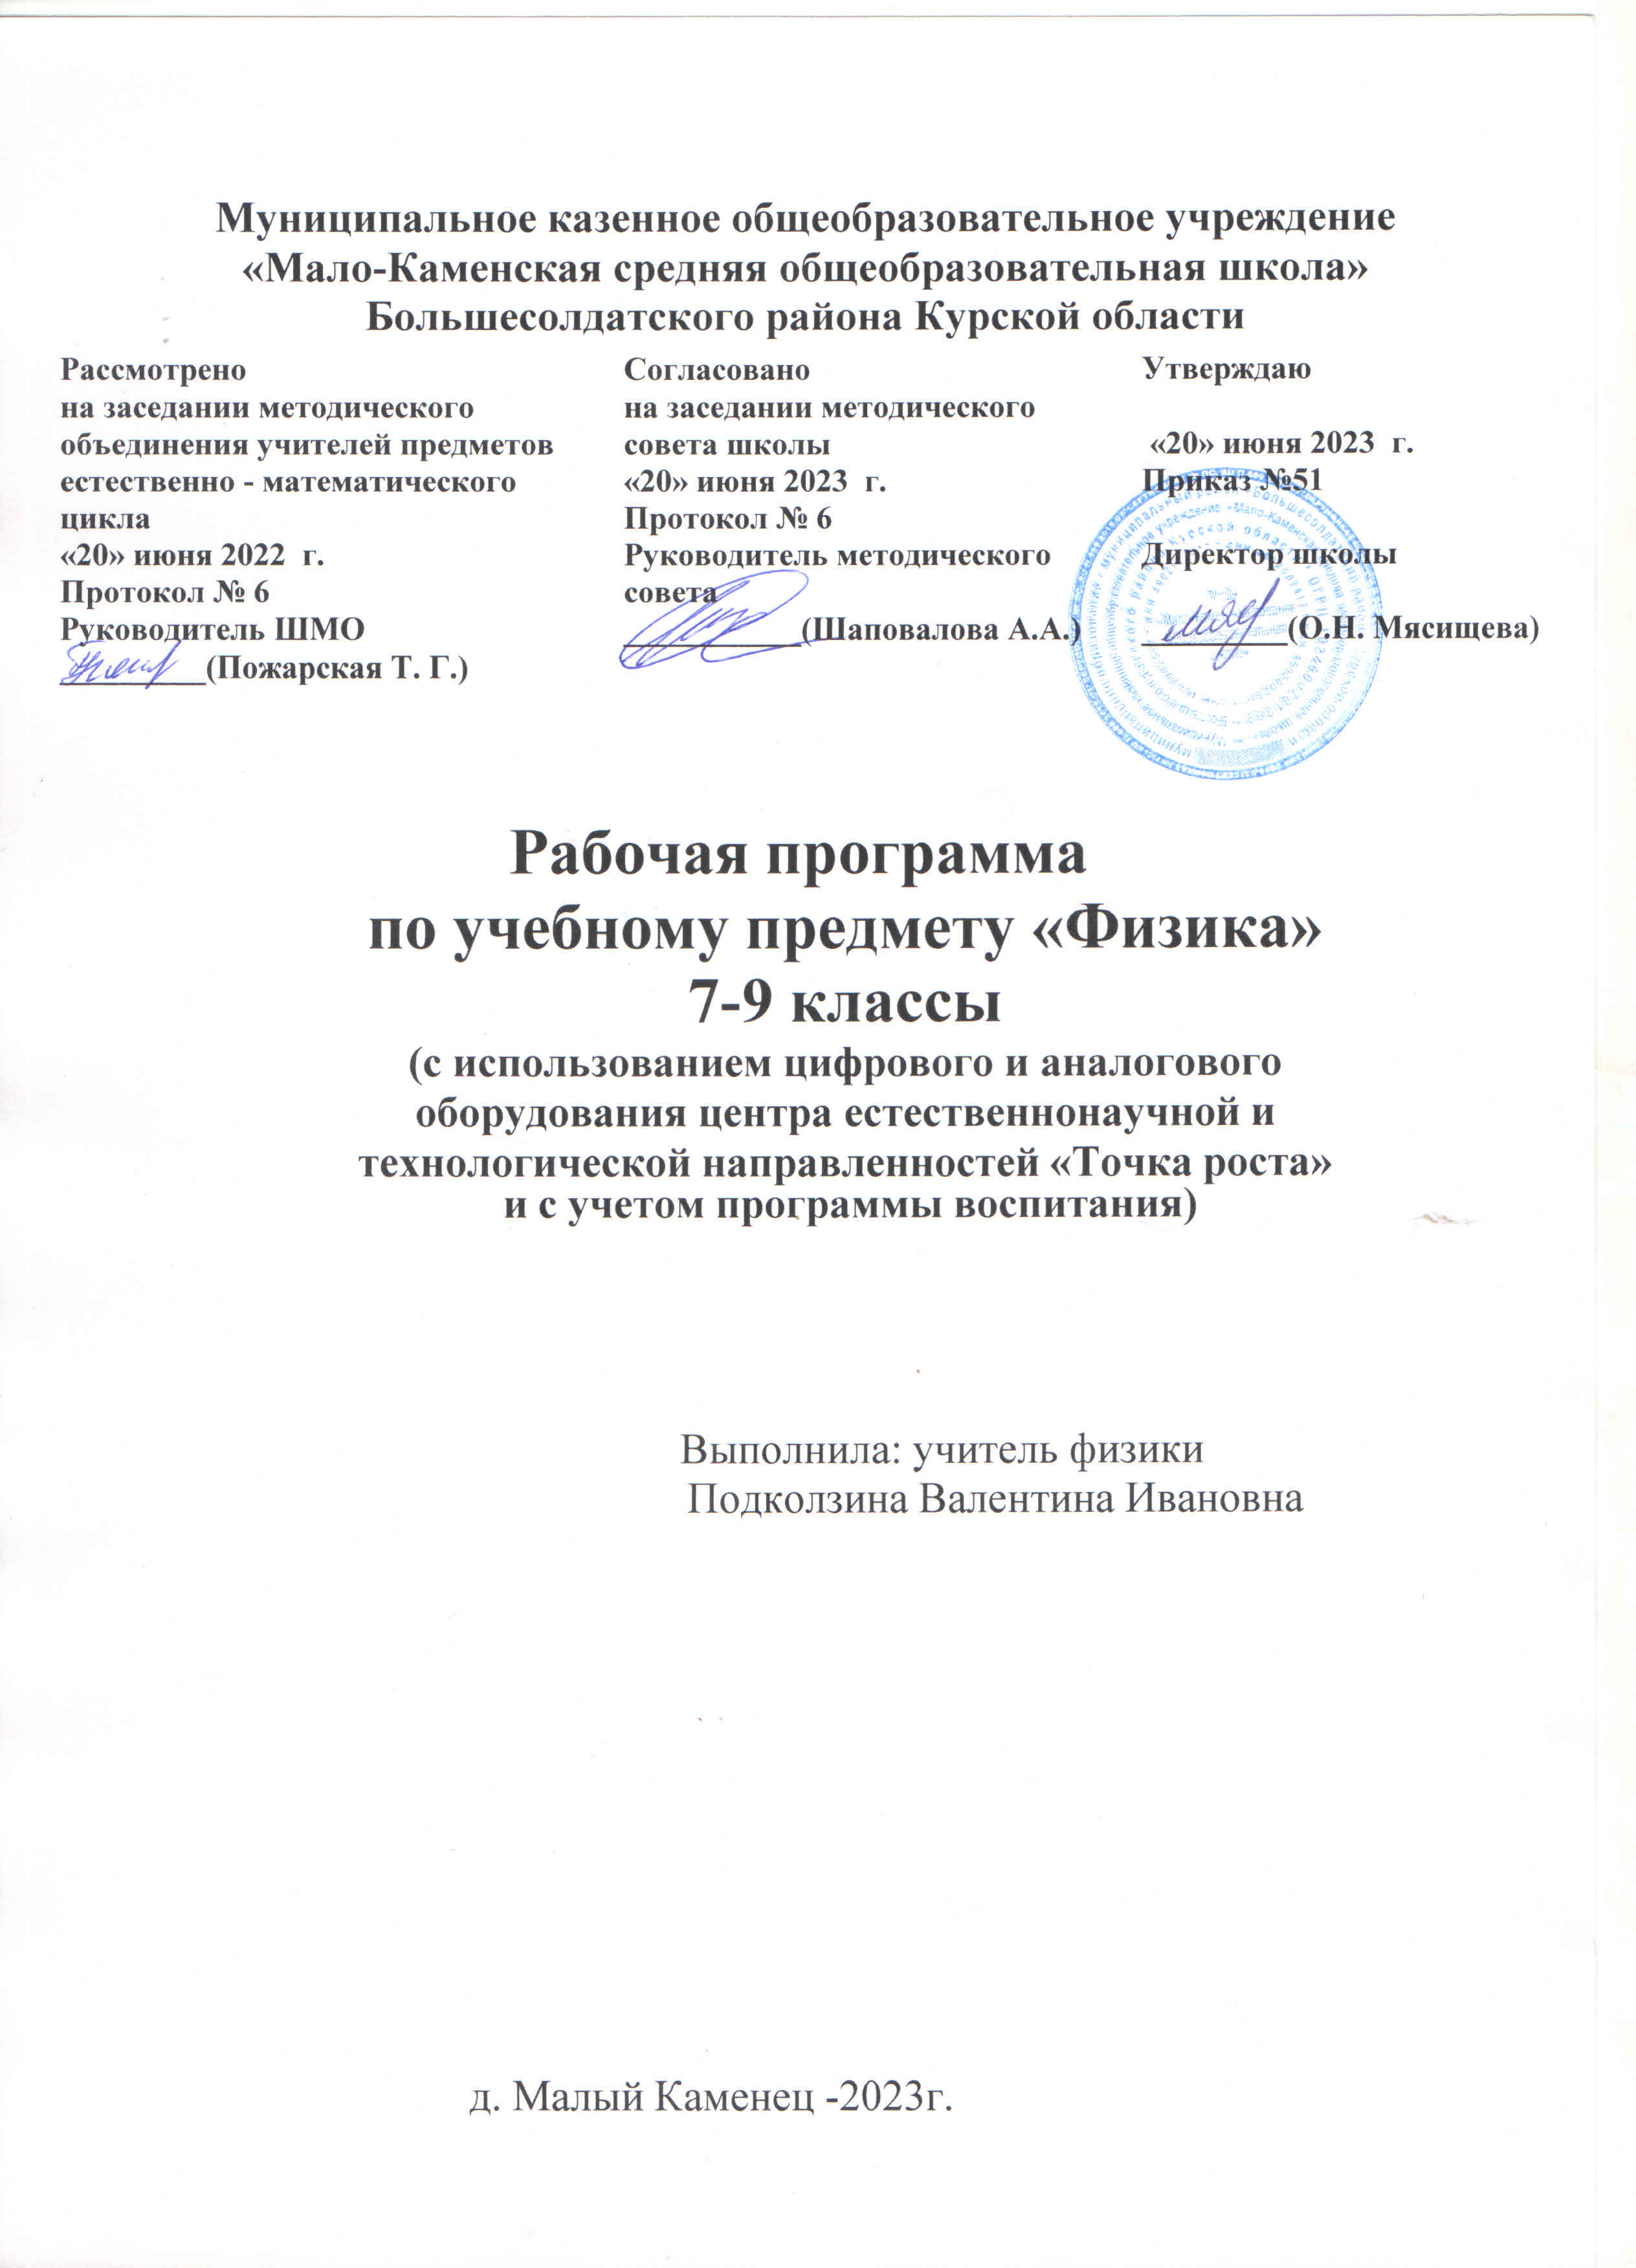 Муниципальное казенное общеобразовательное учреждение
«Мало-Каменская средняя общеобразовательная школа»
Большесолдатского района Курской области
Рассмотрено
на заседании методического
объединения учителей предметов
естественно - математического
цикла
«20» июня 2022 г.
Протокол № 6
Руководитель ШМО
__________(Пожарская Т. Г.)
Согласовано
на заседании методического
совета школы
«20» июня 2023 г.
Протокол № 6
Руководитель методического
совета
____________(Шаповалова А.А.)
Утверждаю
«20» июня 2023 г.
Приказ №51
Директор школы
__________(О.Н. Мясищева)
Рабочая программа
по учебному предмету «Физика»
7-9 классы
(с использованием цифрового и аналогового
оборудования центра естественнонаучной и
технологической направленностей «Точка роста»
и с учетом программы воспитания)
Выполнила: учитель физики
Подколзина Валентина Ивановна
д. Малый Каменец -2023г.